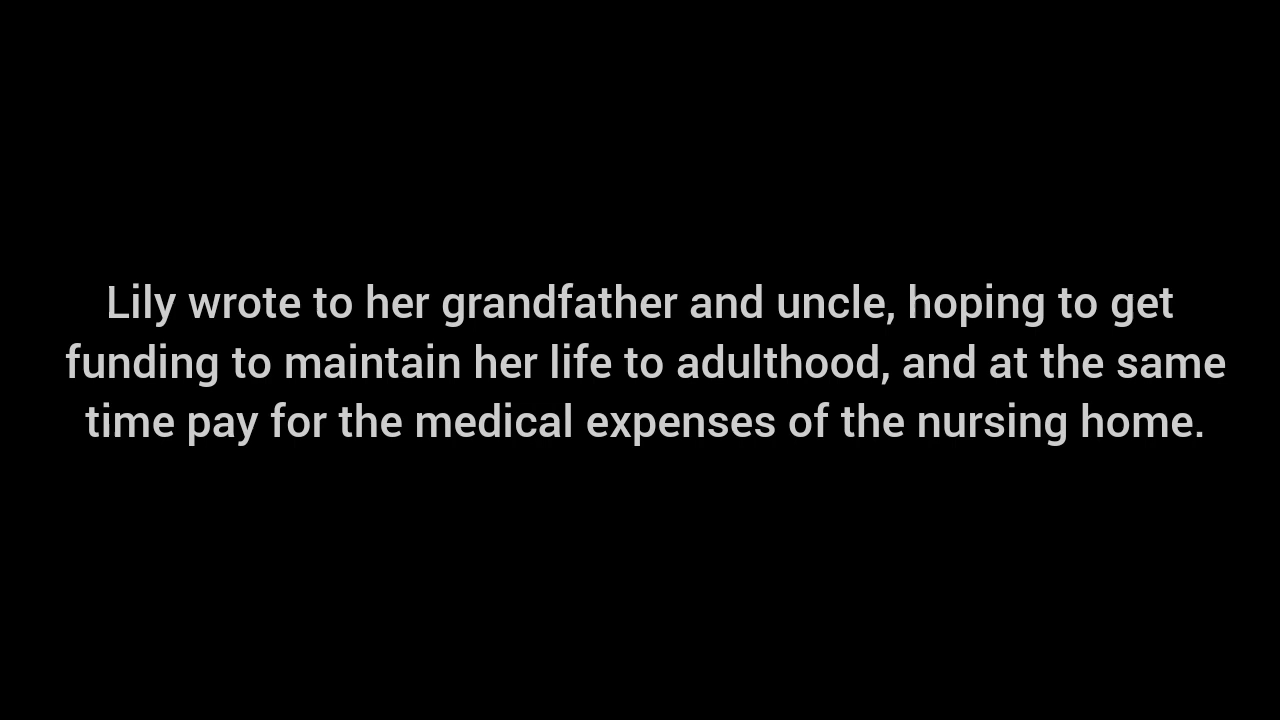 Lily wrote to her grandfather and uncle, hoping to get
funding to maintain her life to adulthood, and at the same
time pay for the medical expenses of the nursing home.